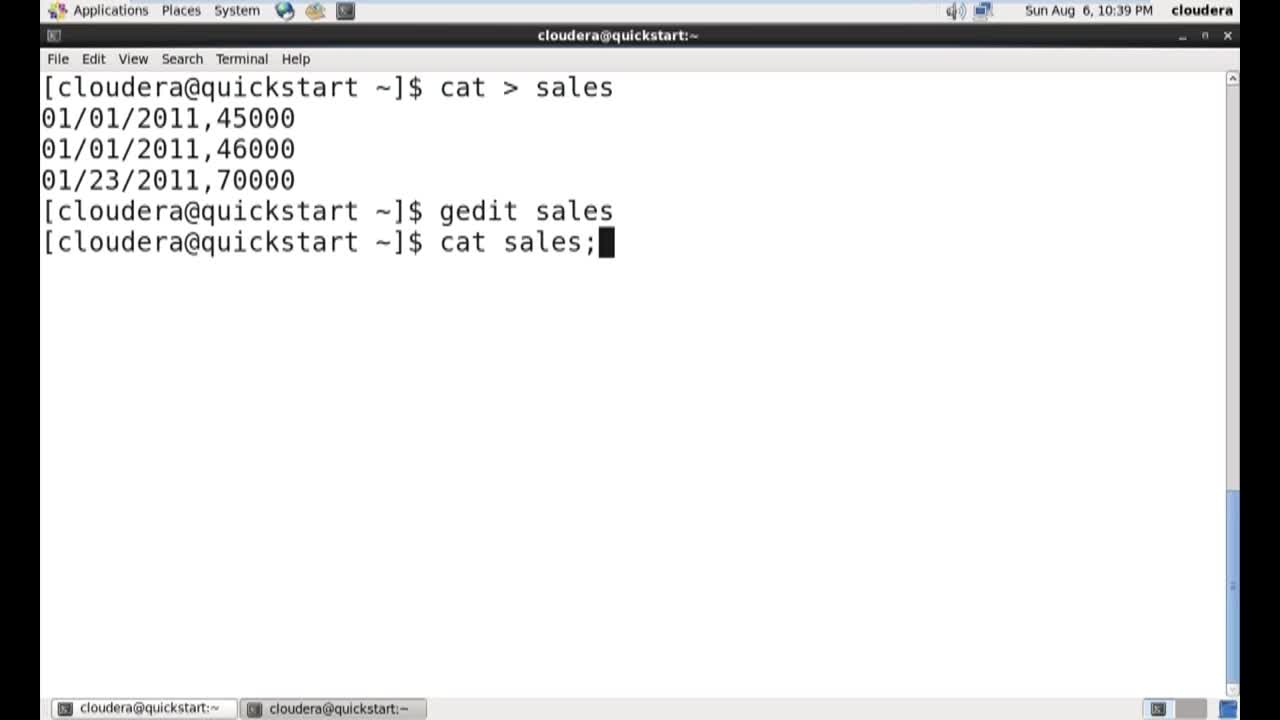 Applications Places System Sun Aug 6, 10:39 PM cloudera
cloudera@quickstart:~
File Edit View Search Terminal Help
[cloudera@quickstart ~]$ cat > sales
01/01/2011,45000
01/01/2011,46000
01/23/2011,70000
[cloudera@quickstart ~]$ gedit sales
[cloudera@quickstart ~]$ cat sales;
cloudera@quickstart:~ cloudera@quickstart:~